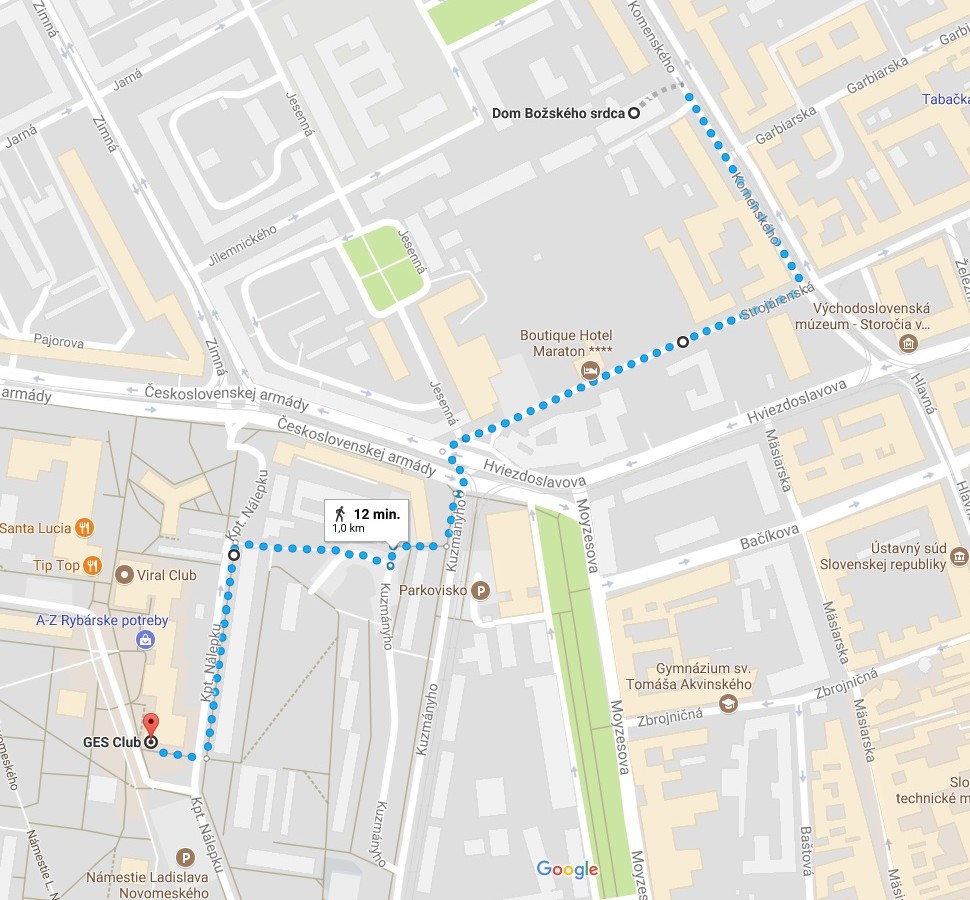 Zimná
Komenského
Garbiarska
Jarná
Garbiarska
Jesenná
Tabačka
Dom Božského srdca
Jarná
Zimná
Garbiarska
Komenského
Jilemnického
Jesenná
Strojárenská
Východoslovenská
múzeum - Storočia v...
Boutique Hotel
Maraton ****
Pajorova
Zimná
armády
Československej armády
Jesenná
Hviezdoslavova
Hlavná
Československej armády
Mäsiarska
Hviezdoslavova
Kpt. Nálepku
12 min.
1,0 km
Kuzmányho
Moyzesova
Bačíkova
Santa Lucia
Tip Top
Viral Club
Ústavný súd
Slovenskej republiky
Parkovisko
P
Kuzmányho
A-Z Rybárske potreby
Kpt. Nálepku
Mäsiarska
Gymnázium sv.
Tomáša Akvinského
Zbrojničná
Zbrojničná
GES Club
Kuzmányho
Moyzesova
Mäsiarska
Kpt. Nálepku
Kuzmányho
Slo
technické m
Námestie L. N
Baštová
P
Námestie Ladislava
Novomeského
Google